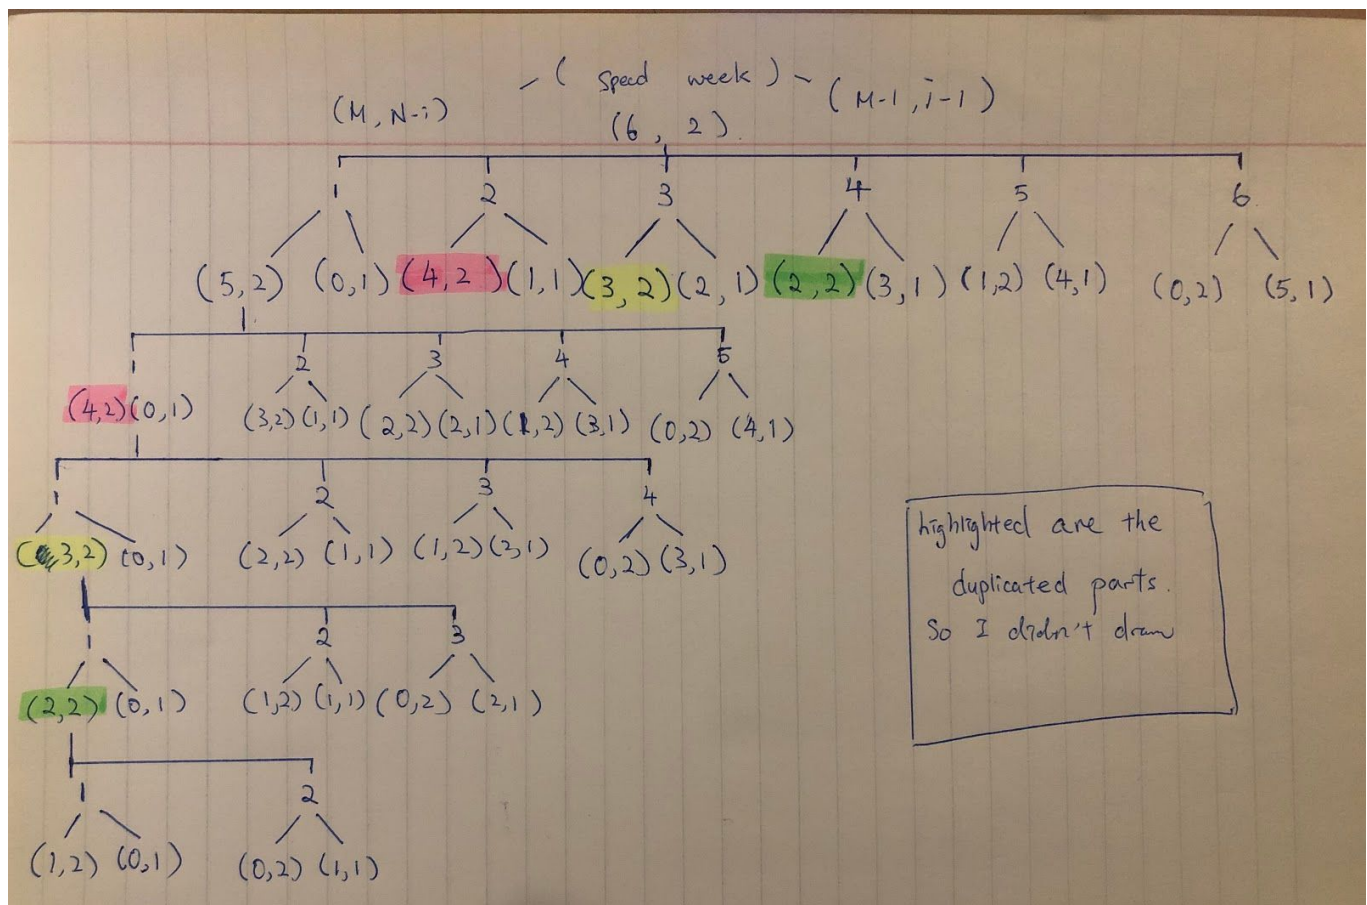 ( speed week )
(M, N-i)
(M-1, i-1)
(6, 2).
1 2 3 4 5 6
(5,2) (0,1) (4,2) (1,1) (3,2) (2,1) (2,2) (3,1) (1,2) (4,1) (0,2) (5,1)
1 2 3 4 5
(4,2) (0,1) (3,2) (1,1) (2,2) (2,1) (1,2) (3,1) (0,2) (4,1)
1 2 3 4
(3,2) (0,1) (2,2) (1,1) (1,2) (2,1) (0,2) (3,1)
1 2 3
(2,2) (0,1) (1,2) (1,1) (0,2) (2,1)
1 2
(1,2) (0,1) (0,2) (1,1)
highlighted are the
duplicated parts.
So I didn't draw